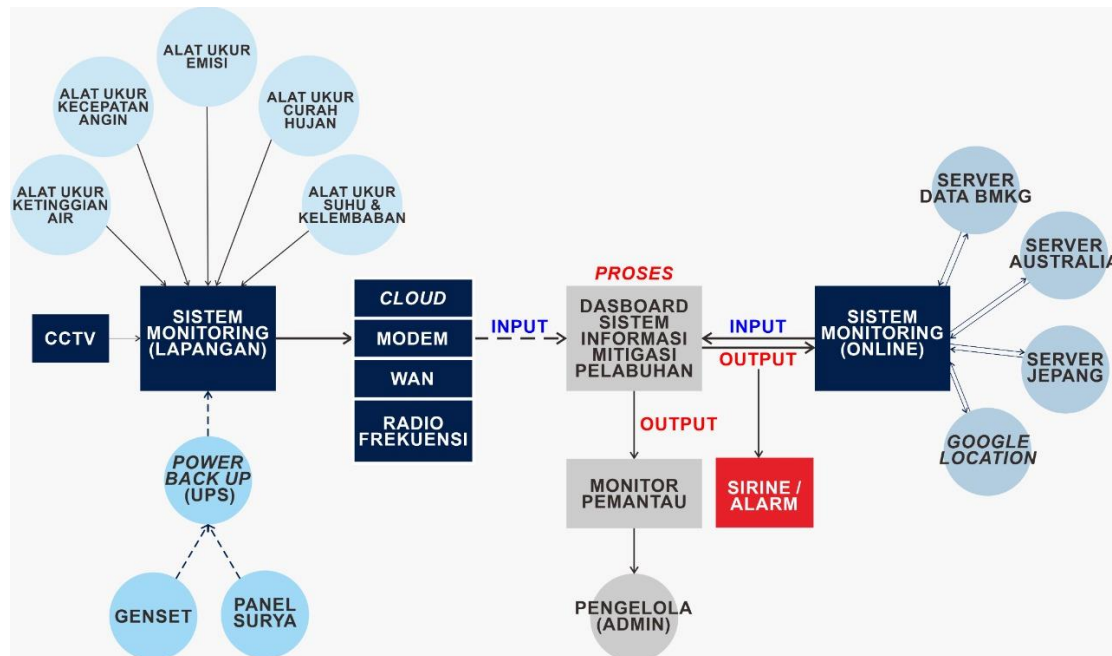 ALAT UKUR
EMISI
ALAT UKUR
KECEPATAN
ANGIN
ALAT UKUR
CURAH
HUJAN
ALAT UKUR
KETINGGIAN
AIR
ALAT UKUR
SUHU &
KELEMBABAN
CCTV
SISTEM
MONITORING
(LAPANGAN)
CLOUD
MODEM
WAN
RADIO
FREKUENSI
INPUT
PROSES
DASBOARD
SISTEM
INFORMASI
MITIGASI
PELABUHAN
INPUT
OUTPUT
SISTEM
MONITORING
(ONLINE)
SERVER
DATA BMKG
SERVER
AUSTRALIA
SERVER
JEPANG
GOOGLE
LOCATION
OUTPUT
MONITOR
PEMANTAU
SIRINE /
ALARM
PENGELOLA
(ADMIN)
POWER
BACK UP
(UPS)
GENSET
PANEL
SURYA